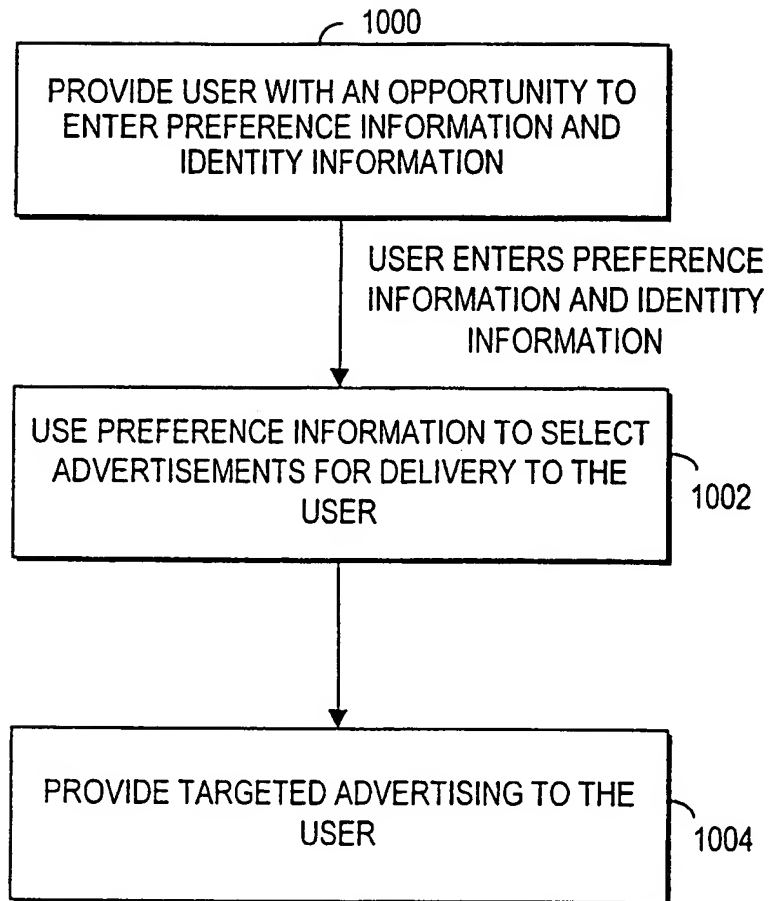 1000
PROVIDE USER WITH AN OPPORTUNITY TO
ENTER PREFERENCE INFORMATION AND
IDENTITY INFORMATION
USER ENTERS PREFERENCE
INFORMATION AND IDENTITY
INFORMATION
USE PREFERENCE INFORMATION TO SELECT
ADVERTISEMENTS FOR DELIVERY TO THE
USER
1002
PROVIDE TARGETED ADVERTISING TO THE
USER
1004